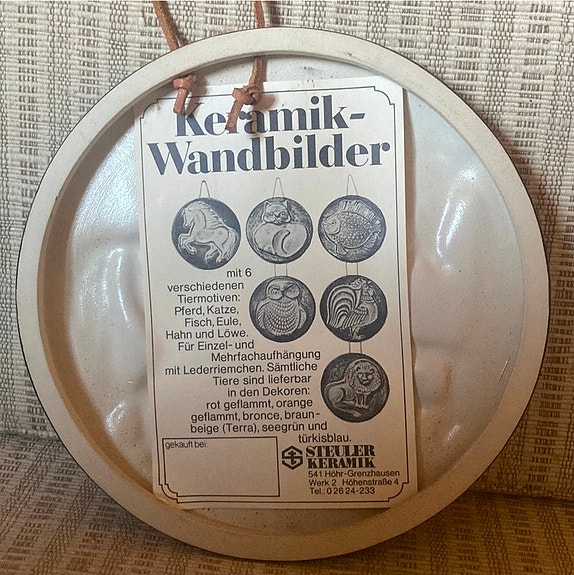 Keramik-
Wandbilder
mit 6
verschiedenen
Tiermotiven:
Pferd, Katze,
Fisch, Eule,
Hahn und Löwe.
Für Einzel- und
Mehrfachaufhängung
mit Lederriemchen. Sämtliche
Tiere sind lieferbar
in den Dekoren:
rot geflammt, orange
geflammt, bronce, braun-
beige (Terra), seegrün und
türkisblau.
gekauft bei:
STEULER
KERAMIK
541 Höhr-Grenzhausen
Werk 2 Höhenstraße 4
Tel.: 0 26 24-233